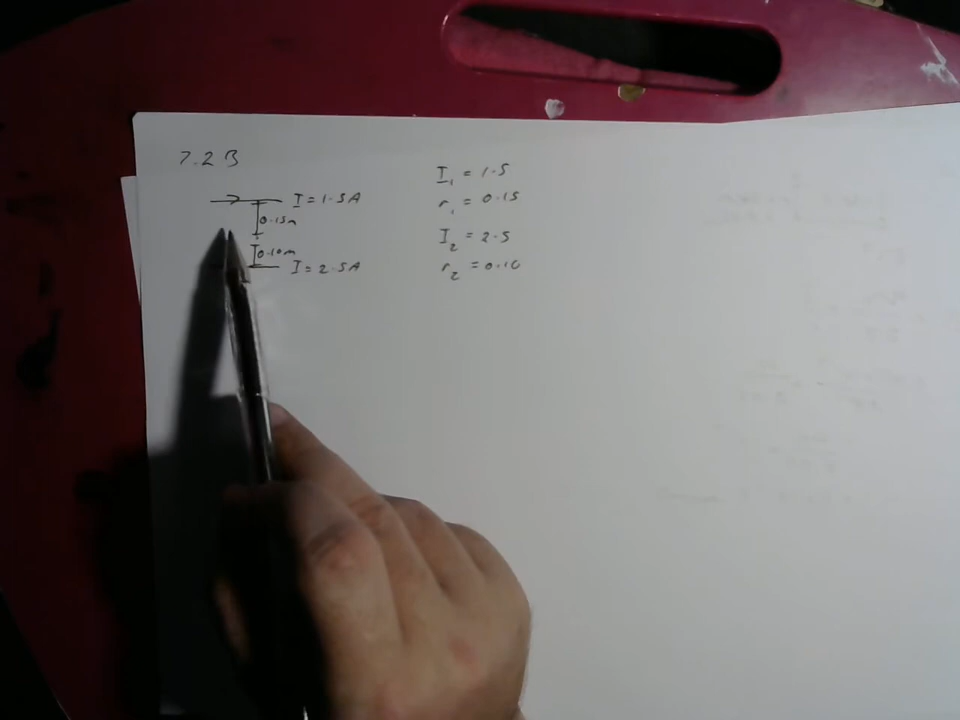 7.2 B
I = 1.5A
0.15m
0.10m
I = 2.5A
I₁ = 1.5
r₁ = 0.15
I₂ = 2.5
r₂ = 0.10